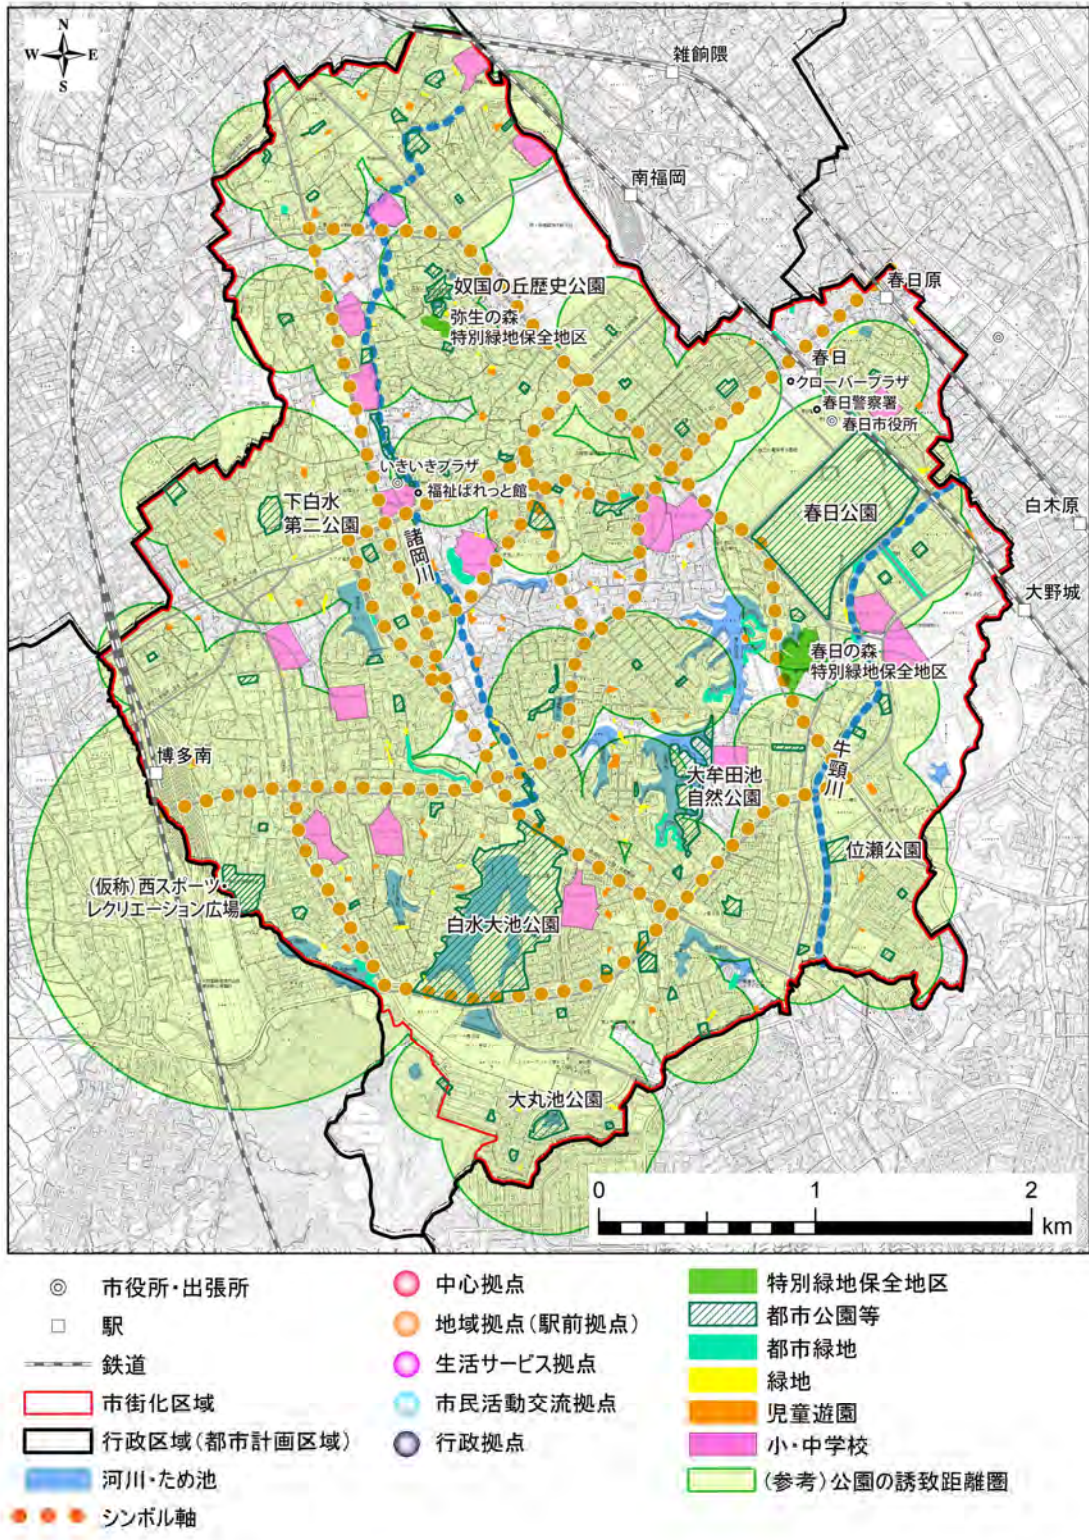 N
W E
S
雑餉隈
南福岡
春日原
奴国の丘歴史公園
弥生の森
特別緑地保全地区
春日
クローバープラザ
春日警察署
春日市役所
いきいきプラザ
福祉ぱれっと館
下白水
第二公園
諸岡川
春日公園
白木原
大野城
春日の森
特別緑地保全地区
博多南
大牟田池
自然公園
牛頸川
位瀬公園
(仮称)西スポーツ・
レクリエーション広場
白水大池公園
大丸池公園
0 1 2
km
市役所・出張所
駅
鉄道
市街化区域
行政区域(都市計画区域)
河川・ため池
シンボル軸
中心拠点
地域拠点(駅前拠点)
生活サービス拠点
市民活動交流拠点
行政拠点
特別緑地保全地区
都市公園等
都市緑地
緑地
児童遊園
小・中学校
(参考)公園の誘致距離圏